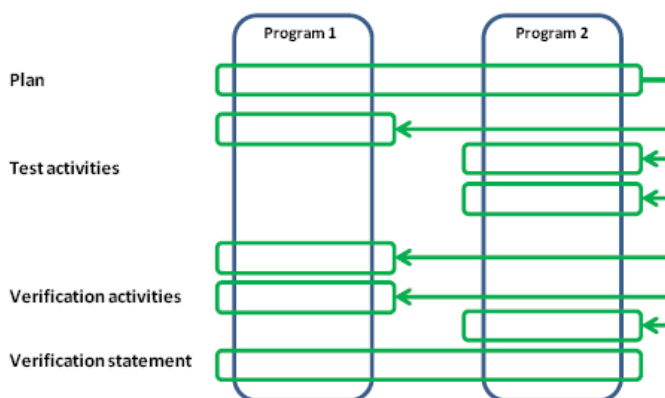 Program 1
Program 2
Plan
Test activities
Verification activities
Verification statement